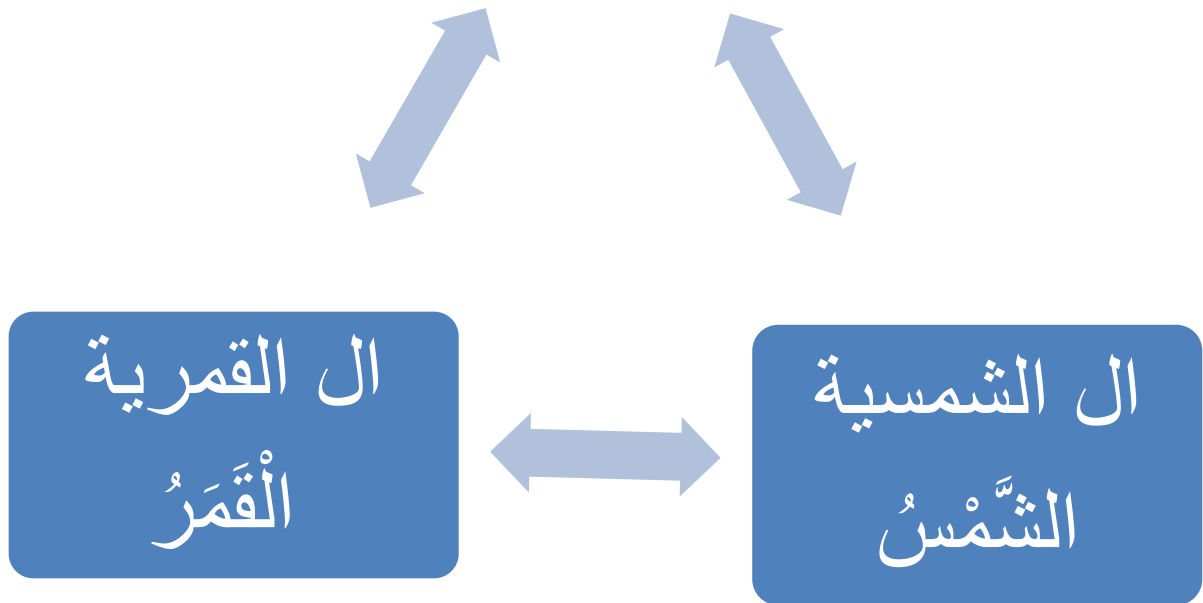 ال الشمسية
الشَّمْسُ
ال القمرية
الْقَمَرُ